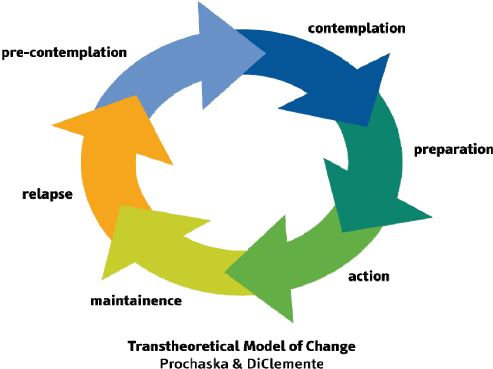 contemplation
pre-contemplation
preparation
relapse
action
maintainence
Transtheoretical Model of Change
Prochaska & DiClemente